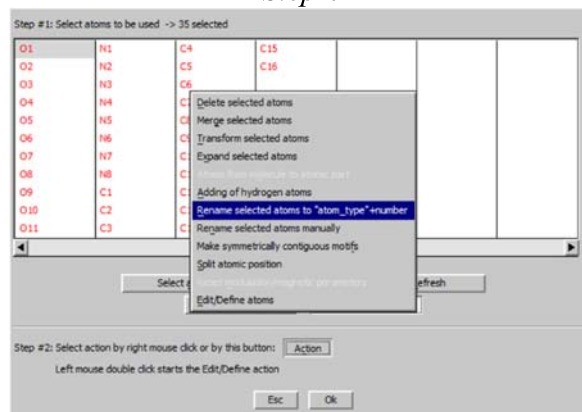 Step #1: Select atoms to be used -> 35 selected
O1 N1 C4 C15
O2 N2 C5 C16
O3 N3 C6
O4 N4
O5 N5
O6 N6
O7 N7
O8 N8
O9 C1
O10 C2
O11 C3
Delete selected atoms
Merge selected atoms
Transform selected atoms
Expand selected atoms
Adding of hydrogen atoms
Rename selected atoms to "atom_type"+number
Rename selected atoms manually
Make symmetrically contiguous motifs
Split atomic position
Edit/Define atoms
Select
Step #2: Select action by right mouse click or by this button: Action
Left mouse double click starts the Edit/Define action
Esc Ok